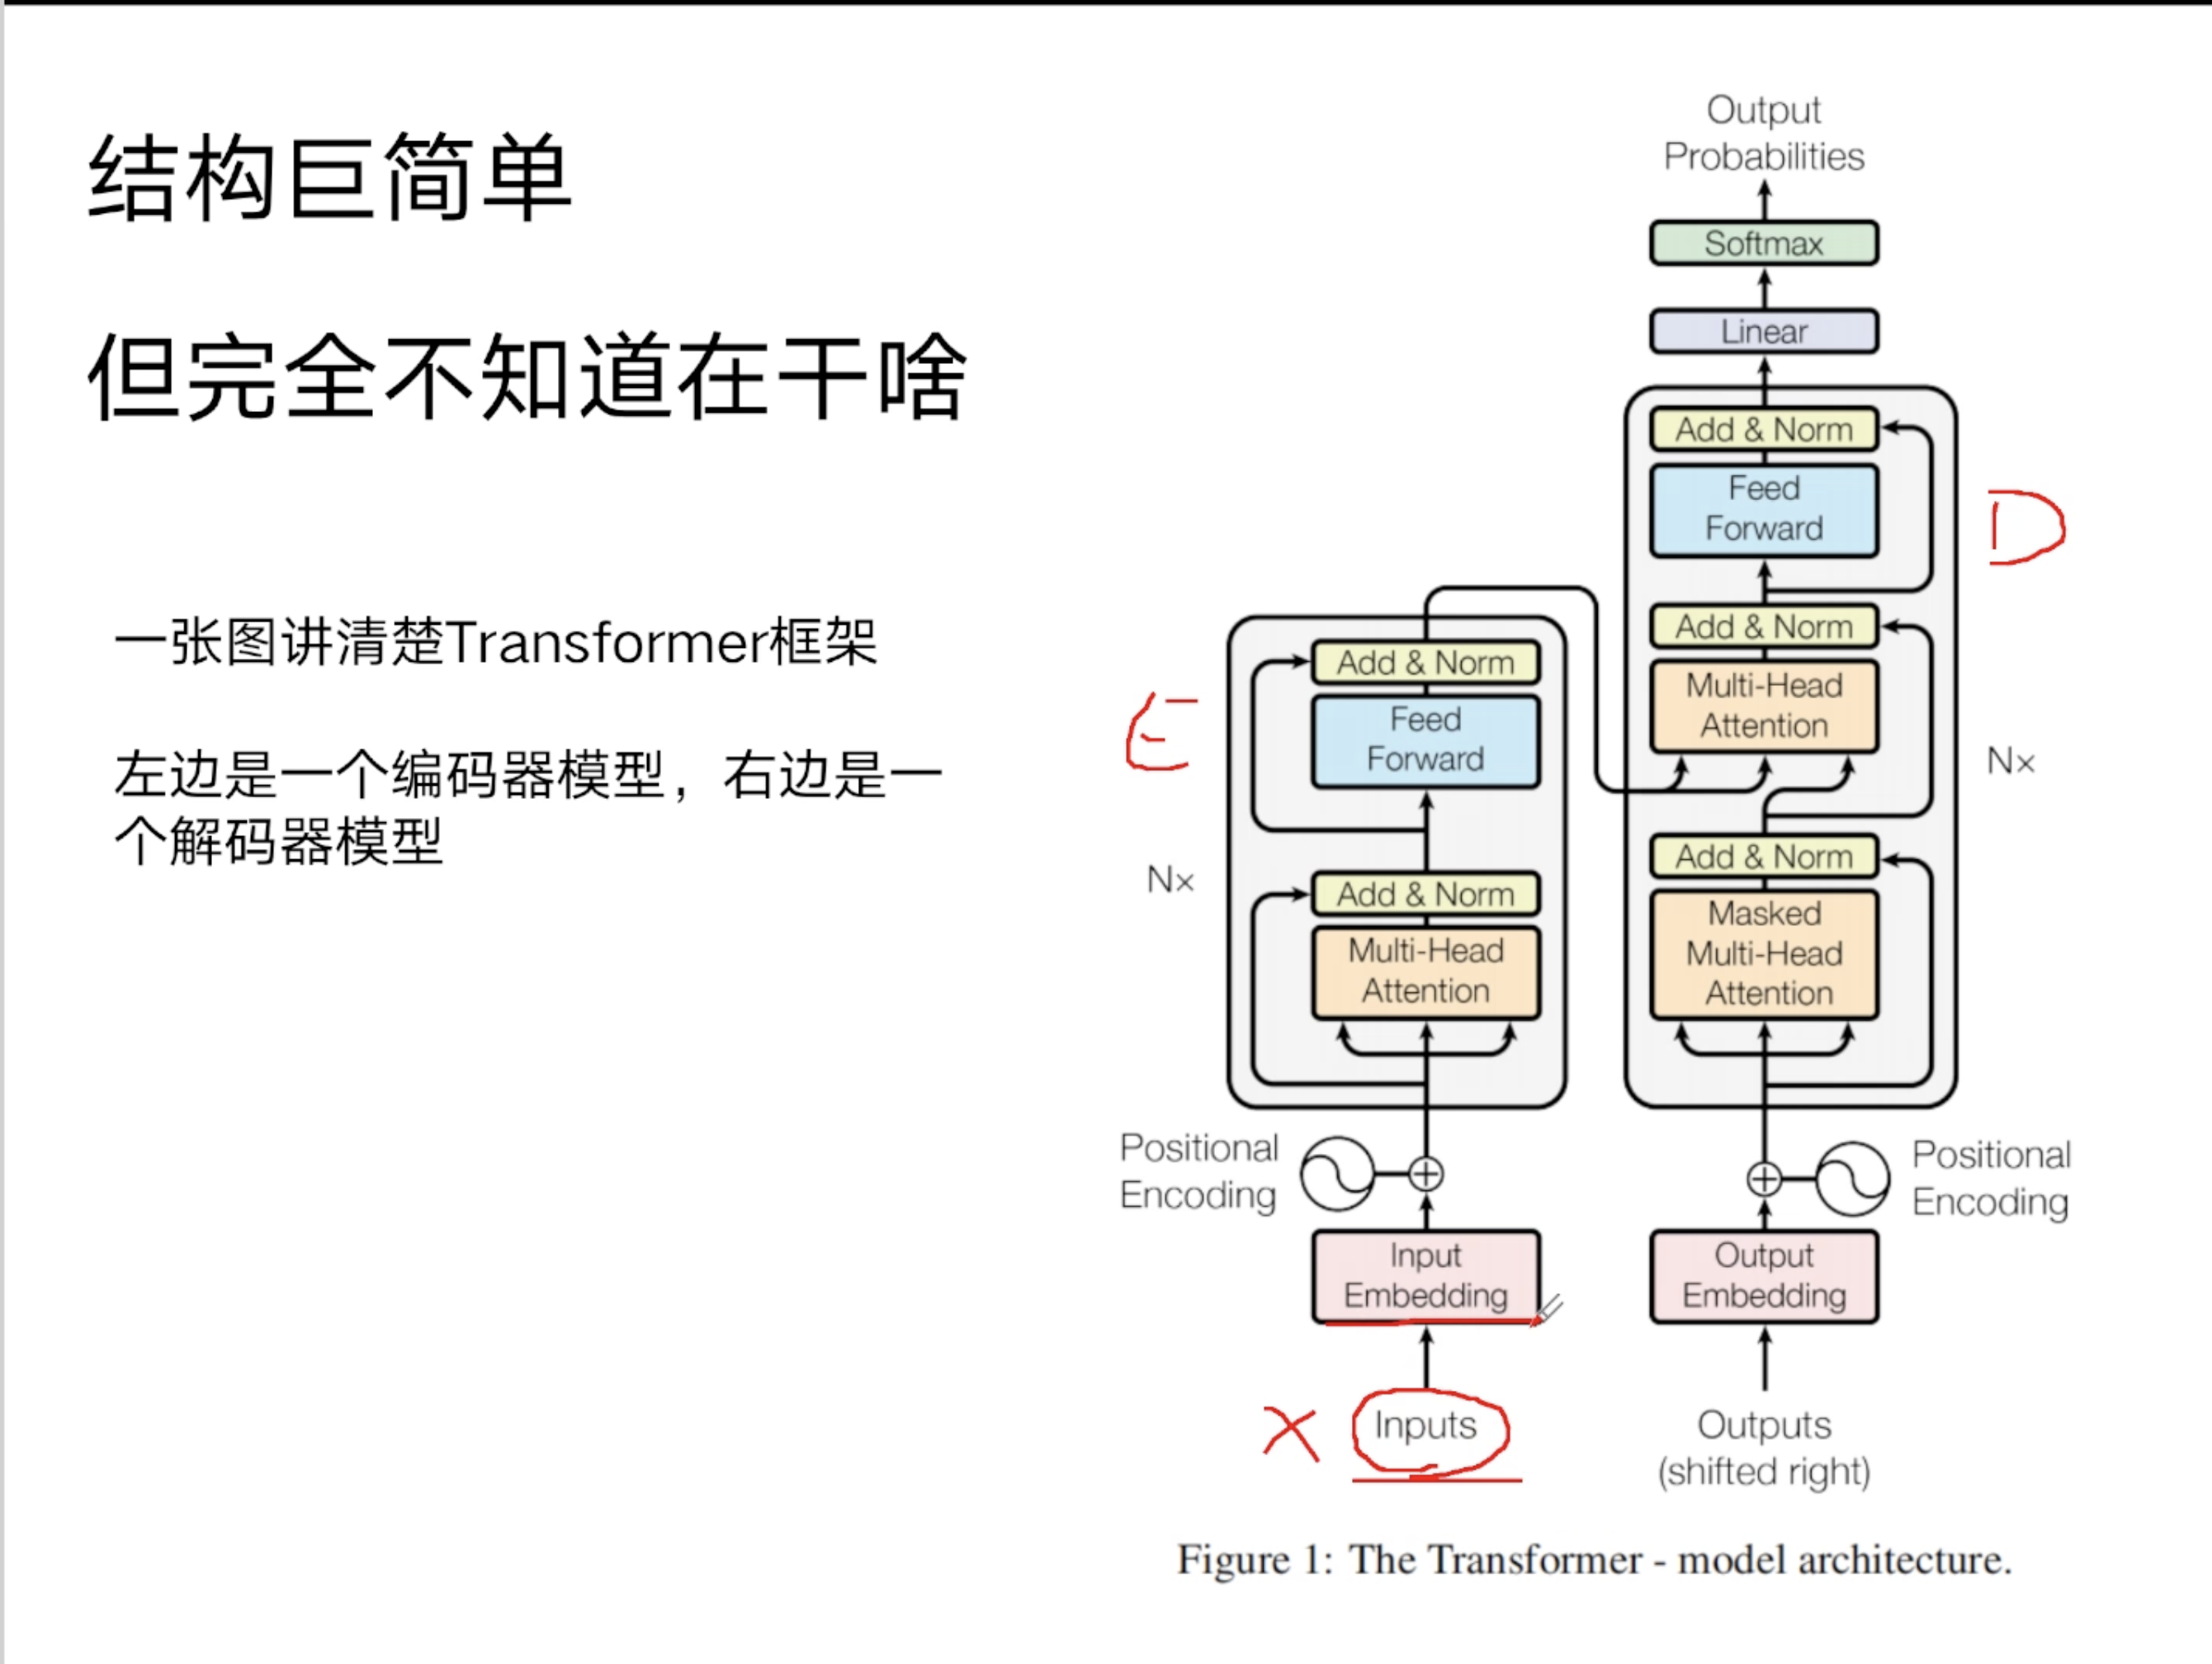 结构巨简单
但完全不知道在干啥
一张图讲清楚Transformer框架
左边是一个编码器模型，右边是一
个解码器模型
Output
Probabilities
Softmax
Linear
Add & Norm
Feed
Forward
D
Add & Norm
Multi-Head
Attention
Nx
Add & Norm
Masked
Multi-Head
Attention
Add & Norm
Feed
Forward
E
Nx
Add & Norm
Multi-Head
Attention
Positional
Encoding
Positional
Encoding
Input
Embedding
Output
Embedding
X
Inputs
Outputs
(shifted right)
Figure 1: The Transformer - model architecture.